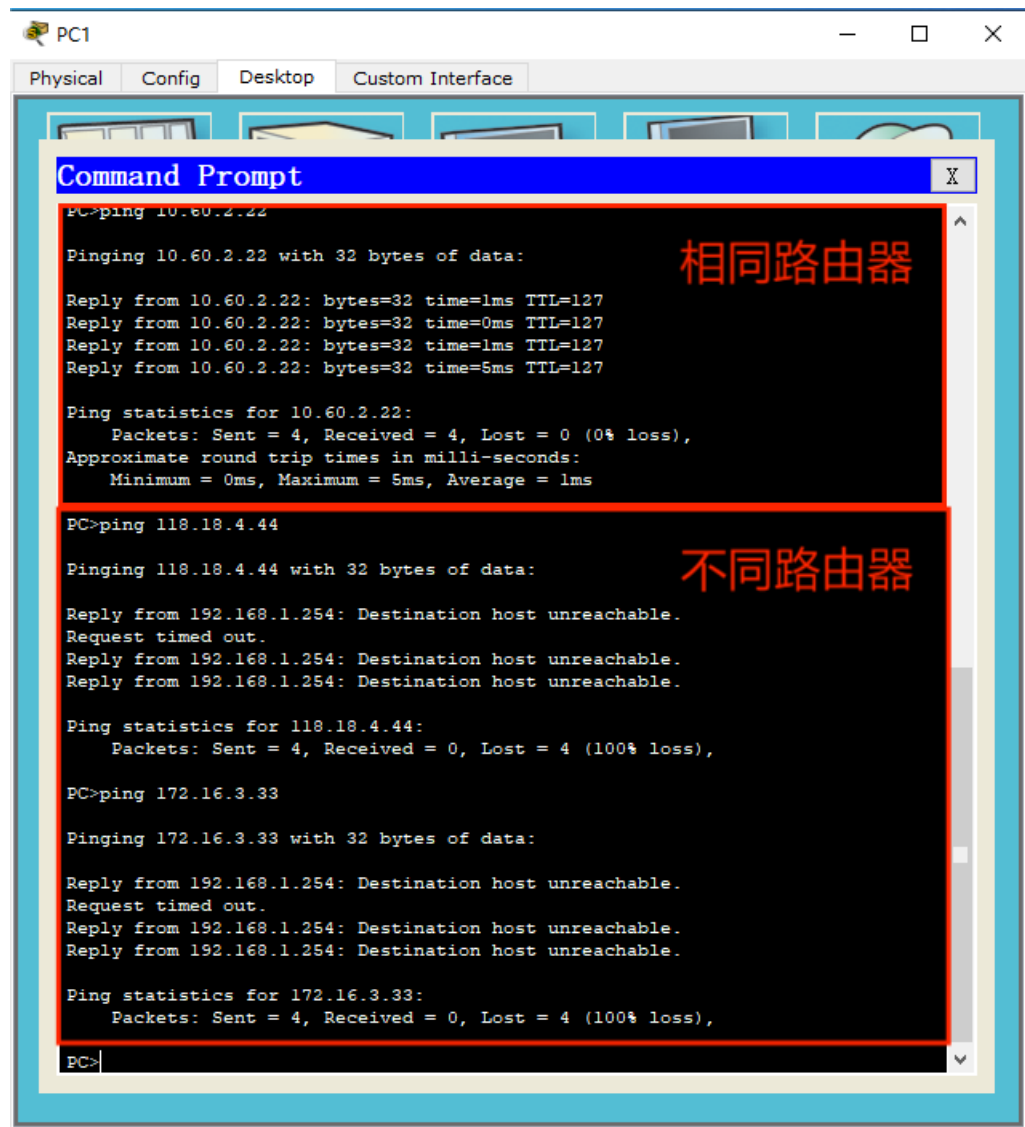 PC1
Physical Config Desktop Custom Interface
Command Prompt X
PC>ping 10.60.2.22
Pinging 10.60.2.22 with 32 bytes of data:
相同路由器
Reply from 10.60.2.22: bytes=32 time=1ms TTL=127
Reply from 10.60.2.22: bytes=32 time=0ms TTL=127
Reply from 10.60.2.22: bytes=32 time=1ms TTL=127
Reply from 10.60.2.22: bytes=32 time=5ms TTL=127
Ping statistics for 10.60.2.22:
Packets: Sent = 4, Received = 4, Lost = 0 (0% loss),
Approximate round trip times in milli-seconds:
Minimum = 0ms, Maximum = 5ms, Average = 1ms
PC>ping 118.18.4.44
Pinging 118.18.4.44 with 32 bytes of data:
不同路由器
Reply from 192.168.1.254: Destination host unreachable.
Request timed out.
Reply from 192.168.1.254: Destination host unreachable.
Reply from 192.168.1.254: Destination host unreachable.
Ping statistics for 118.18.4.44:
Packets: Sent = 4, Received = 0, Lost = 4 (100% loss),
PC>ping 172.16.3.33
Pinging 172.16.3.33 with 32 bytes of data:
Reply from 192.168.1.254: Destination host unreachable.
Request timed out.
Reply from 192.168.1.254: Destination host unreachable.
Reply from 192.168.1.254: Destination host unreachable.
Ping statistics for 172.16.3.33:
Packets: Sent = 4, Received = 0, Lost = 4 (100% loss),
PC>